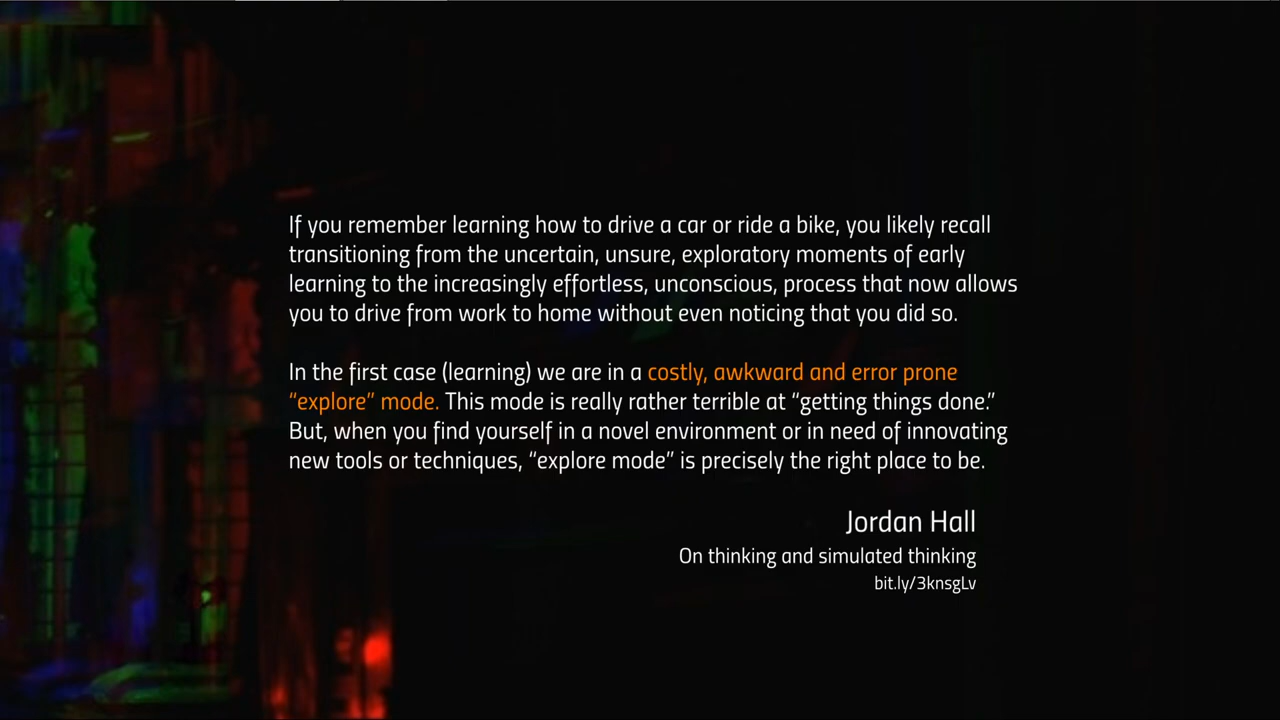 If you remember learning how to drive a car or ride a bike, you likely recall
transitioning from the uncertain, unsure, exploratory moments of early
learning to the increasingly effortless, unconscious, process that now allows
you to drive from work to home without even noticing that you did so.
In the first case (learning) we are in a costly, awkward and error prone
“explore” mode. This mode is really rather terrible at “getting things done.”
But, when you find yourself in a novel environment or in need of innovating
new tools or techniques, “explore mode” is precisely the right place to be.
Jordan Hall
On thinking and simulated thinking
bit.ly/3knsgLv